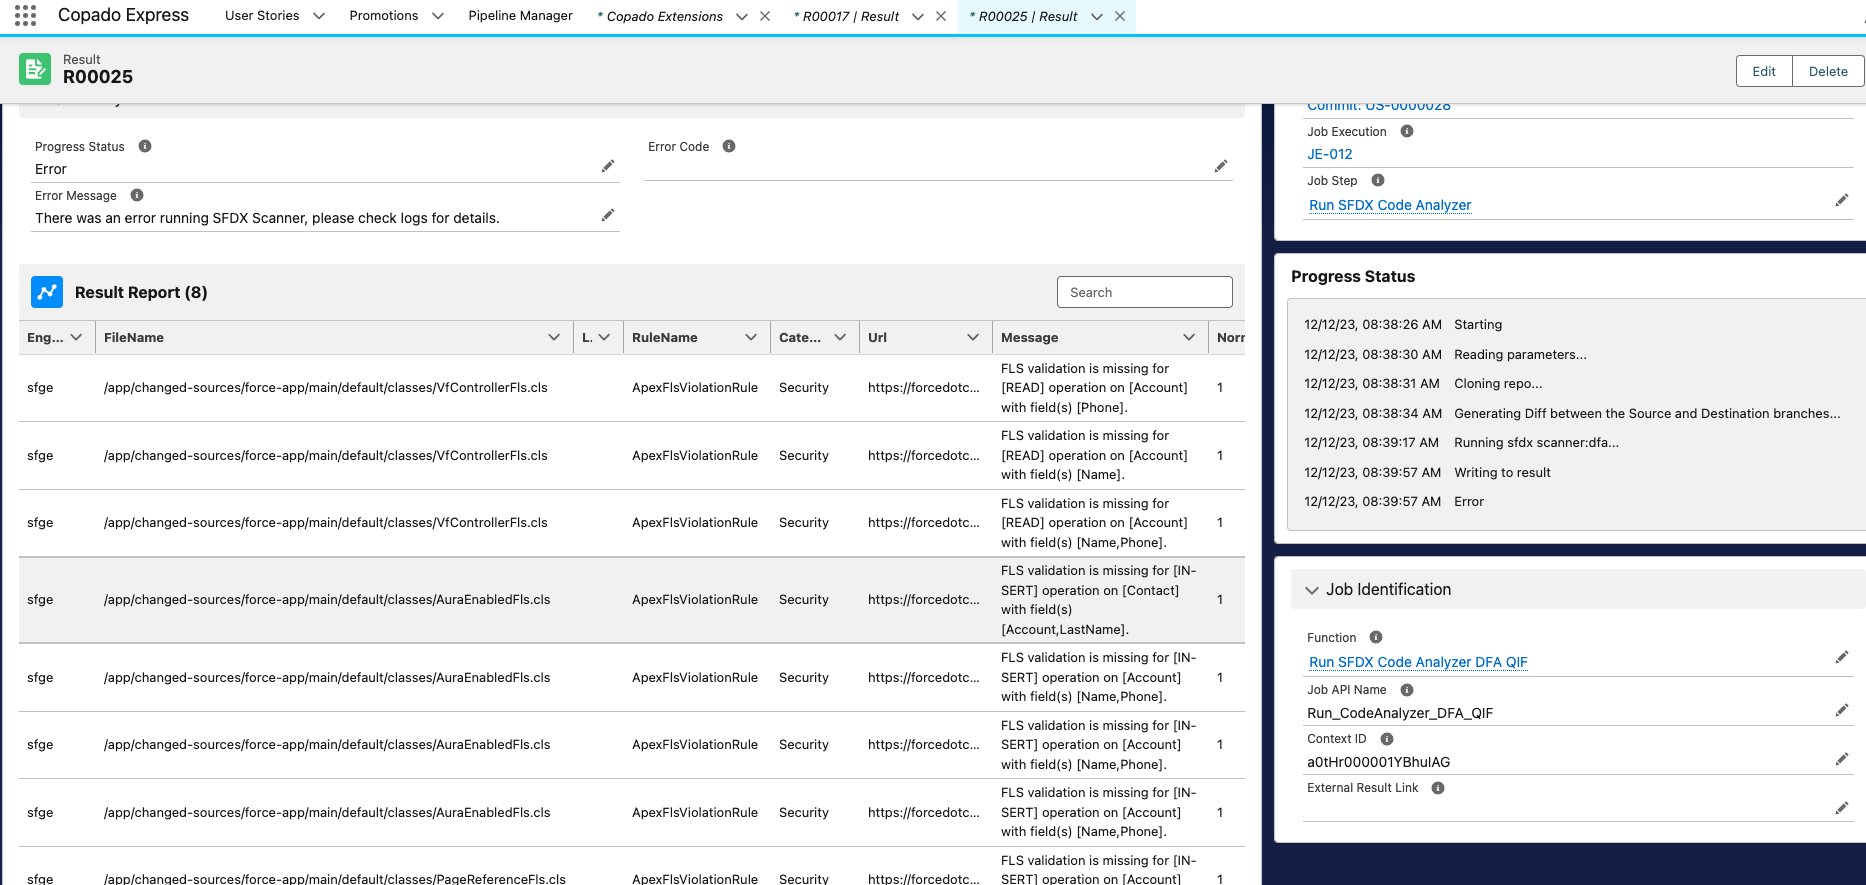 Copado Express
User Stories
Promotions
Pipeline Manager
* Copado Extensions
* R00017 | Result
* R00025 | Result
Result
R00025
Edit
Delete
Progress Status
Error
Error Code
Error Message
There was an error running SFDX Scanner, please check logs for details.
Result Report (8)
Search
Eng... FileName L. RuleName Cate... Url Message Norr
sfge /app/changed-sources/force-app/main/default/classes/VfControllerFls.cls ApexFlsViolationRule Security https://forcedotc... FLS validation is missing for
[READ] operation on [Account]
with field(s) [Phone].
1
sfge /app/changed-sources/force-app/main/default/classes/VfControllerFls.cls ApexFlsViolationRule Security https://forcedotc... FLS validation is missing for
[READ] operation on [Account]
with field(s) [Name].
1
sfge /app/changed-sources/force-app/main/default/classes/VfControllerFls.cls ApexFlsViolationRule Security https://forcedotc... FLS validation is missing for
[READ] operation on [Account]
with field(s) [Name,Phone].
1
sfge /app/changed-sources/force-app/main/default/classes/AuraEnabledFls.cls ApexFlsViolationRule Security https://forcedotc... FLS validation is missing for [IN-
SERT] operation on [Contact]
with field(s)
[Account,LastName].
1
sfge /app/changed-sources/force-app/main/default/classes/AuraEnabledFls.cls ApexFlsViolationRule Security https://forcedotc... FLS validation is missing for [IN-
SERT] operation on [Account]
with field(s) [Name,Phone].
1
sfge /app/changed-sources/force-app/main/default/classes/AuraEnabledFls.cls ApexFlsViolationRule Security https://forcedotc... FLS validation is missing for [IN-
SERT] operation on [Account]
with field(s) [Name,Phone].
1
sfge /app/changed-sources/force-app/main/default/classes/AuraEnabledFls.cls ApexFlsViolationRule Security https://forcedotc... FLS validation is missing for [IN-
SERT] operation on [Account]
with field(s) [Name,Phone].
1
sfge /app/changed-sources/force-app/main/default/classes/PageReferenceFls.cls ApexFlsViolationRule Security https://forcedotc... FLS validation is missing for [IN-
SERT] operation on [Account]
1
Commit: US-0000028
Job Execution
JE-012
Job Step
Run SFDX Code Analyzer
Progress Status
12/12/23, 08:38:26 AM Starting
12/12/23, 08:38:30 AM Reading parameters...
12/12/23, 08:38:31 AM Cloning repo...
12/12/23, 08:38:34 AM Generating Diff between the Source and Destination branches...
12/12/23, 08:39:17 AM Running sfdx scanner:dfa...
12/12/23, 08:39:57 AM Writing to result
12/12/23, 08:39:57 AM Error
Job Identification
Function
Run SFDX Code Analyzer DFA QIF
Job API Name
Run_CodeAnalyzer_DFA_QIF
Context ID
a0tHr000001YBhuIAG
External Result Link